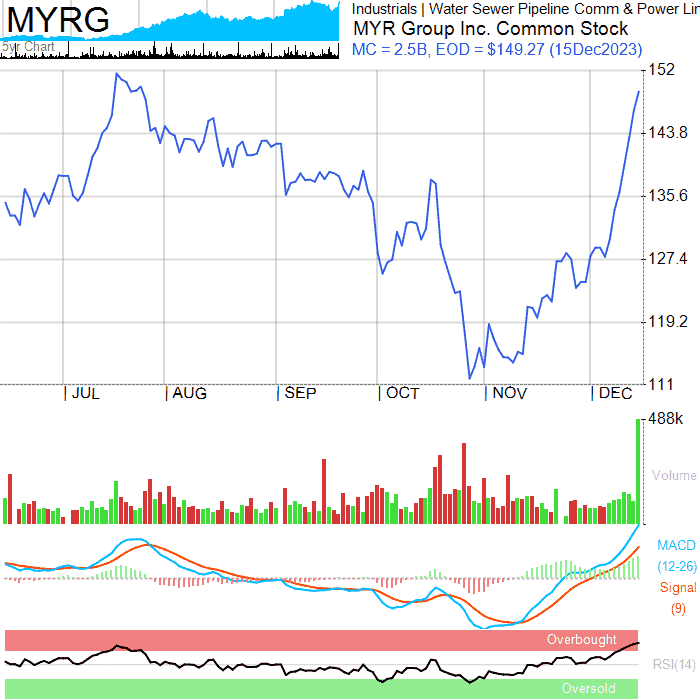 MYRG
5yr Chart
Industrials | Water Sewer Pipeline Comm & Power Lin
MYR Group Inc. Common Stock
MC = 2.5B, EOD = $149.27 (15Dec2023)
152
143.8
135.6
127.4
119.2
111
JUL AUG SEP OCT NOV DEC
488k
Volume
MACD
(12-26)
Signal
(9)
Overbought
RSI(14)
Oversold